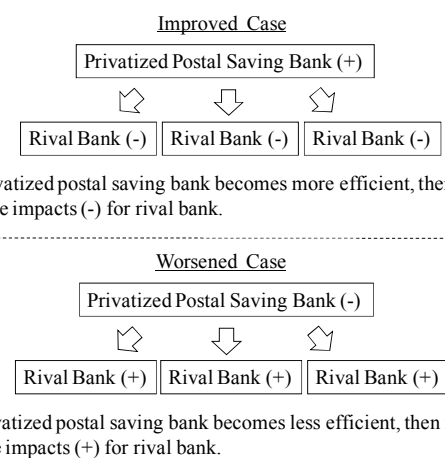 Improved Case
Privatized Postal Saving Bank (+)
Rival Bank (-) Rival Bank (-) Rival Bank (-)
vatized postal saving bank becomes more efficient, the
e impacts (-) for rival bank.
Worsened Case
Privatized Postal Saving Bank (-)
Rival Bank (+) Rival Bank (+) Rival Bank (+)
vatized postal saving bank becomes less efficient, then
e impacts (+) for rival bank.